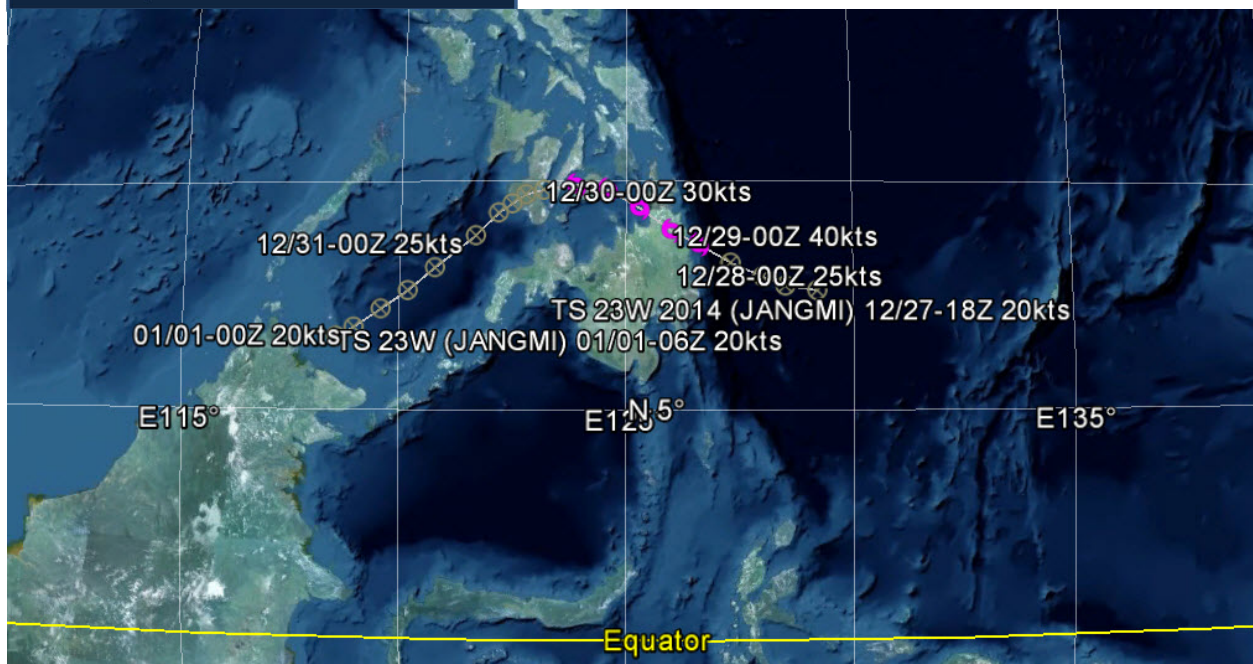 12/30-00Z 30kts
12/31-00Z 25kts
12/29-00Z 40kts
12/28-00Z 25kts
TS 23W 2014 (JANGMI) 12/27-18Z 20kts
01/01-00Z 20kts
TS 23W (JANGMI) 01/01-06Z 20kts
E115°
E125°
N 5°
E135°
Equator